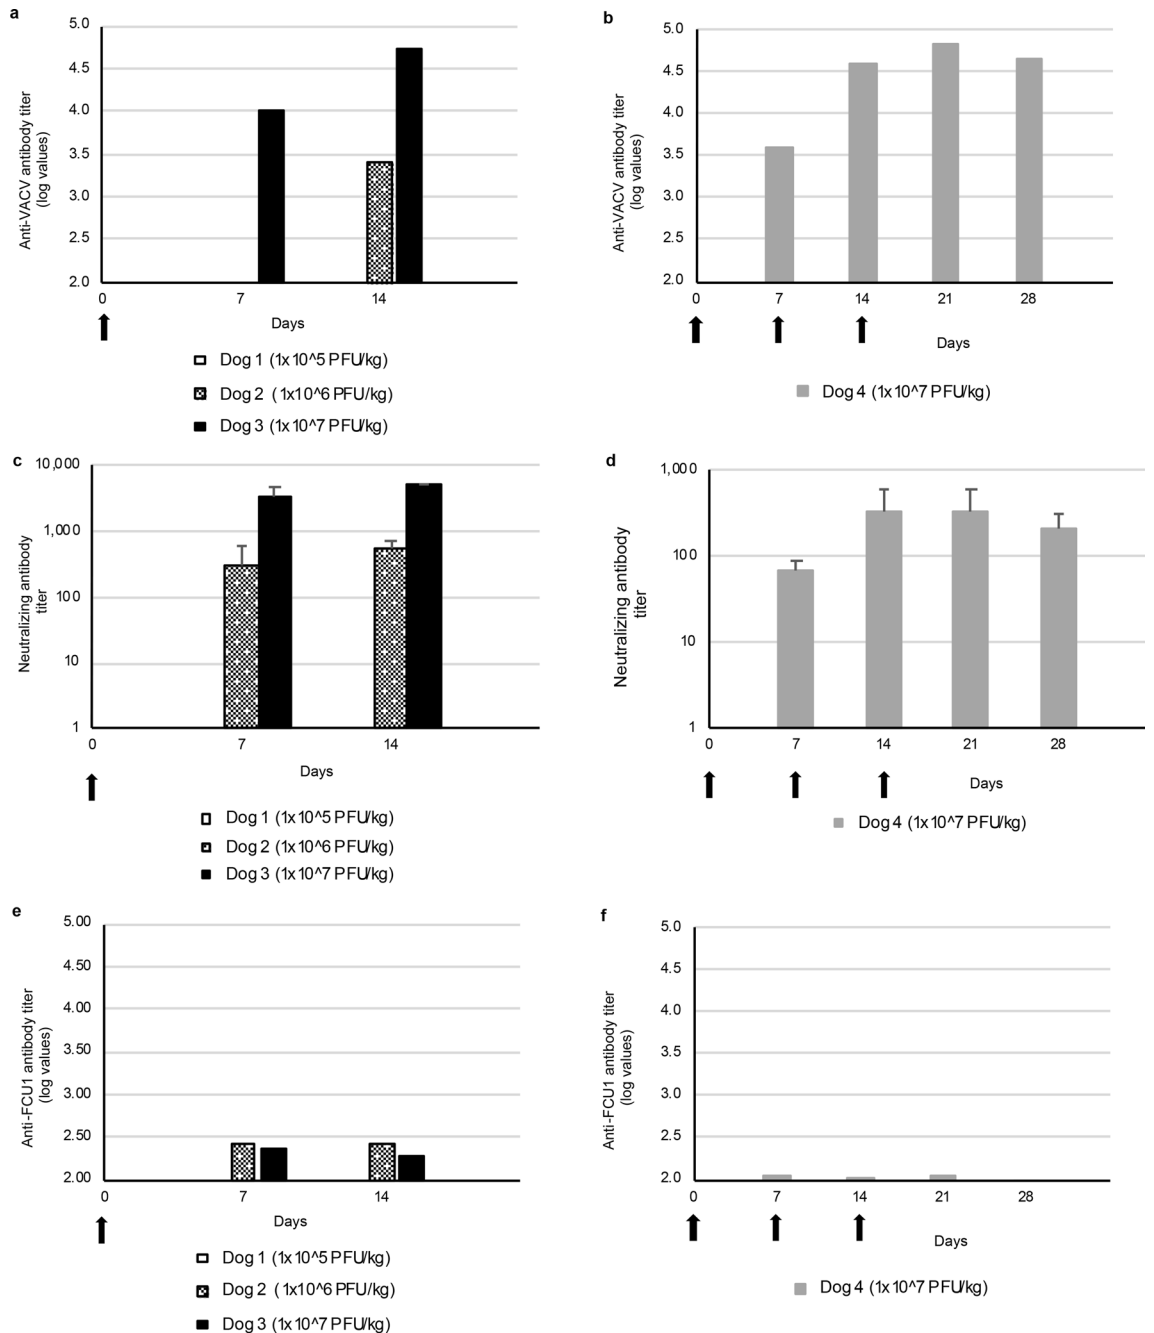 a
5.0
4.5
4.0
3.5
3.0
2.5
2.0
Anti-VACV antibody titer
(log values)
0 7 14
Days
Dog 1 (1x10^5 PFU/kg)
Dog 2 (1x10^6 PFU/kg)
Dog 3 (1x10^7 PFU/kg)
b
5.0
4.5
4.0
3.5
3.0
2.5
2.0
Anti-VACV antibody titer
(log values)
0 7 14 21 28
Days
Dog 4 (1x10^7 PFU/kg)
c
10,000
1,000
100
10
1
Neutralizing antibody
titer
0 7 14
Days
Dog 1 (1x10^5 PFU/kg)
Dog 2 (1x10^6 PFU/kg)
Dog 3 (1x10^7 PFU/kg)
d
1,000
100
10
1
Neutralizing antibody
titer
0 7 14 21 28
Days
Dog 4 (1x10^7 PFU/kg)
e
5.00
4.50
4.00
3.50
3.00
2.50
2.00
Anti-FCU1 antibody titer
(log values)
0 7 14
Days
Dog 1 (1x10^5 PFU/kg)
Dog 2 (1x10^6 PFU/kg)
Dog 3 (1x10^7 PFU/kg)
f
5.0
4.5
4.0
3.5
3.0
2.5
2.0
Anti-FCU1 antibody titer
(log values)
0 7 14 21 28
Days
Dog 4 (1x10^7 PFU/kg)